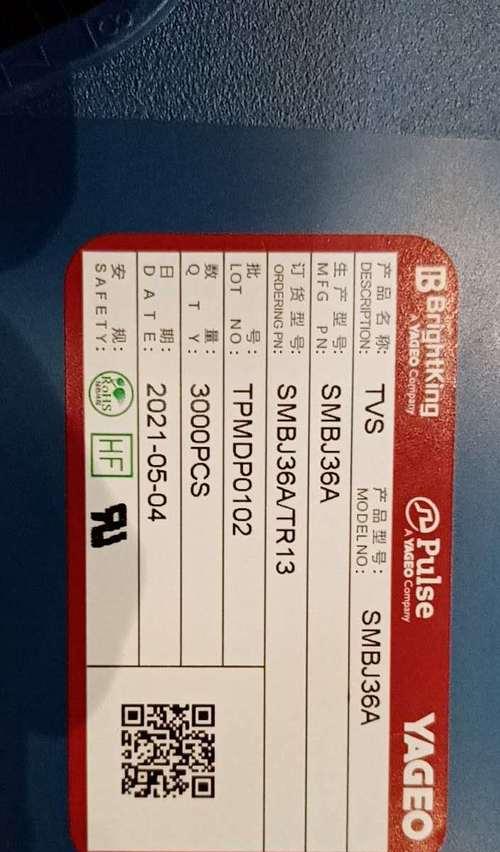 BrightKing
A YAGEO Company
Pulse
A YAGEO Company
YAGEO
产品名称: TVS 产品型号: SMBJ36A
DESCRIPTION: MODEL NO:
生产型号: SMBJ36A
MFG PN:
订货型号: SMBJ36A/TR13
ORDERING PN:
批号: TPMDP0102
LOT NO:
数量: 3000PCS
QTY:
日期: 2021-05-04
DATE:
安规: RoHS HF
SAFETY: